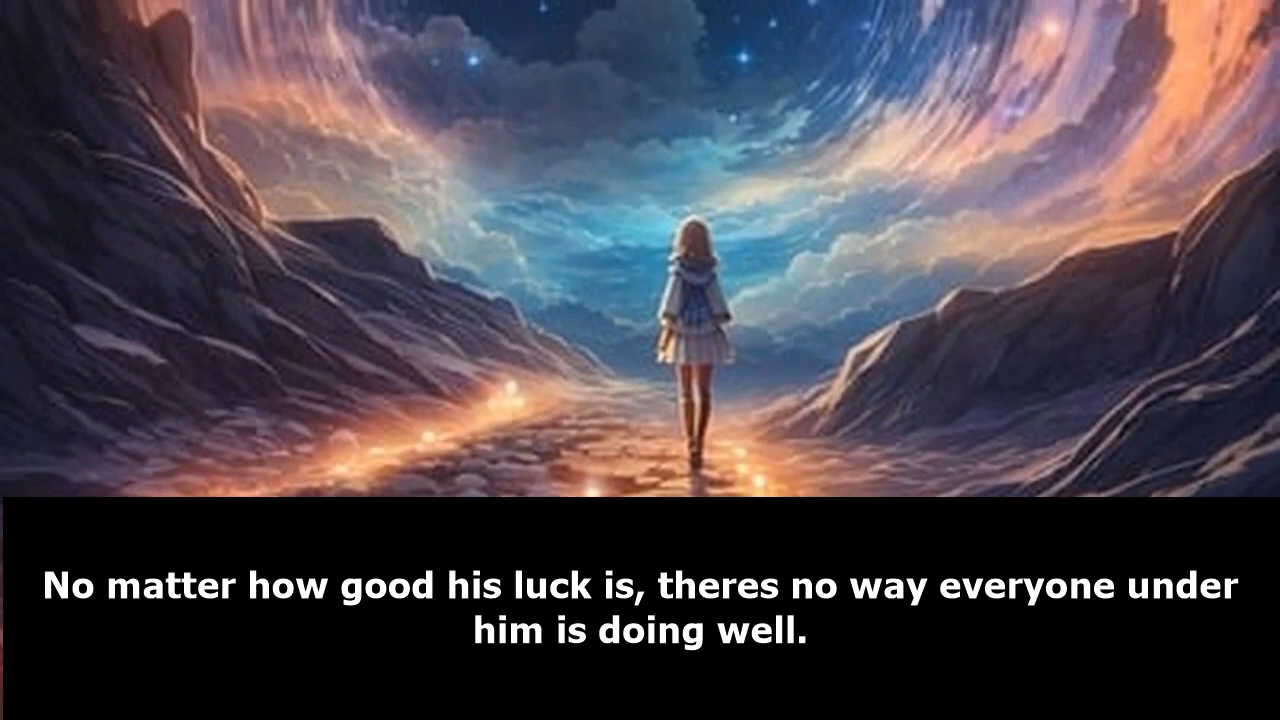 No matter how good his luck is, theres no way everyone under
him is doing well.